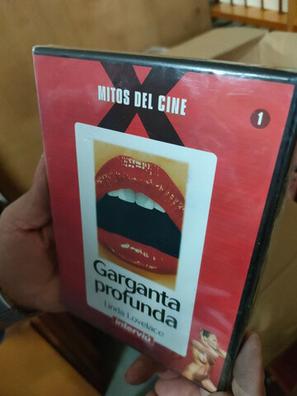 X
MITOS DEL CINE
1
Garganta
profunda
Linda Lovelace
interviú